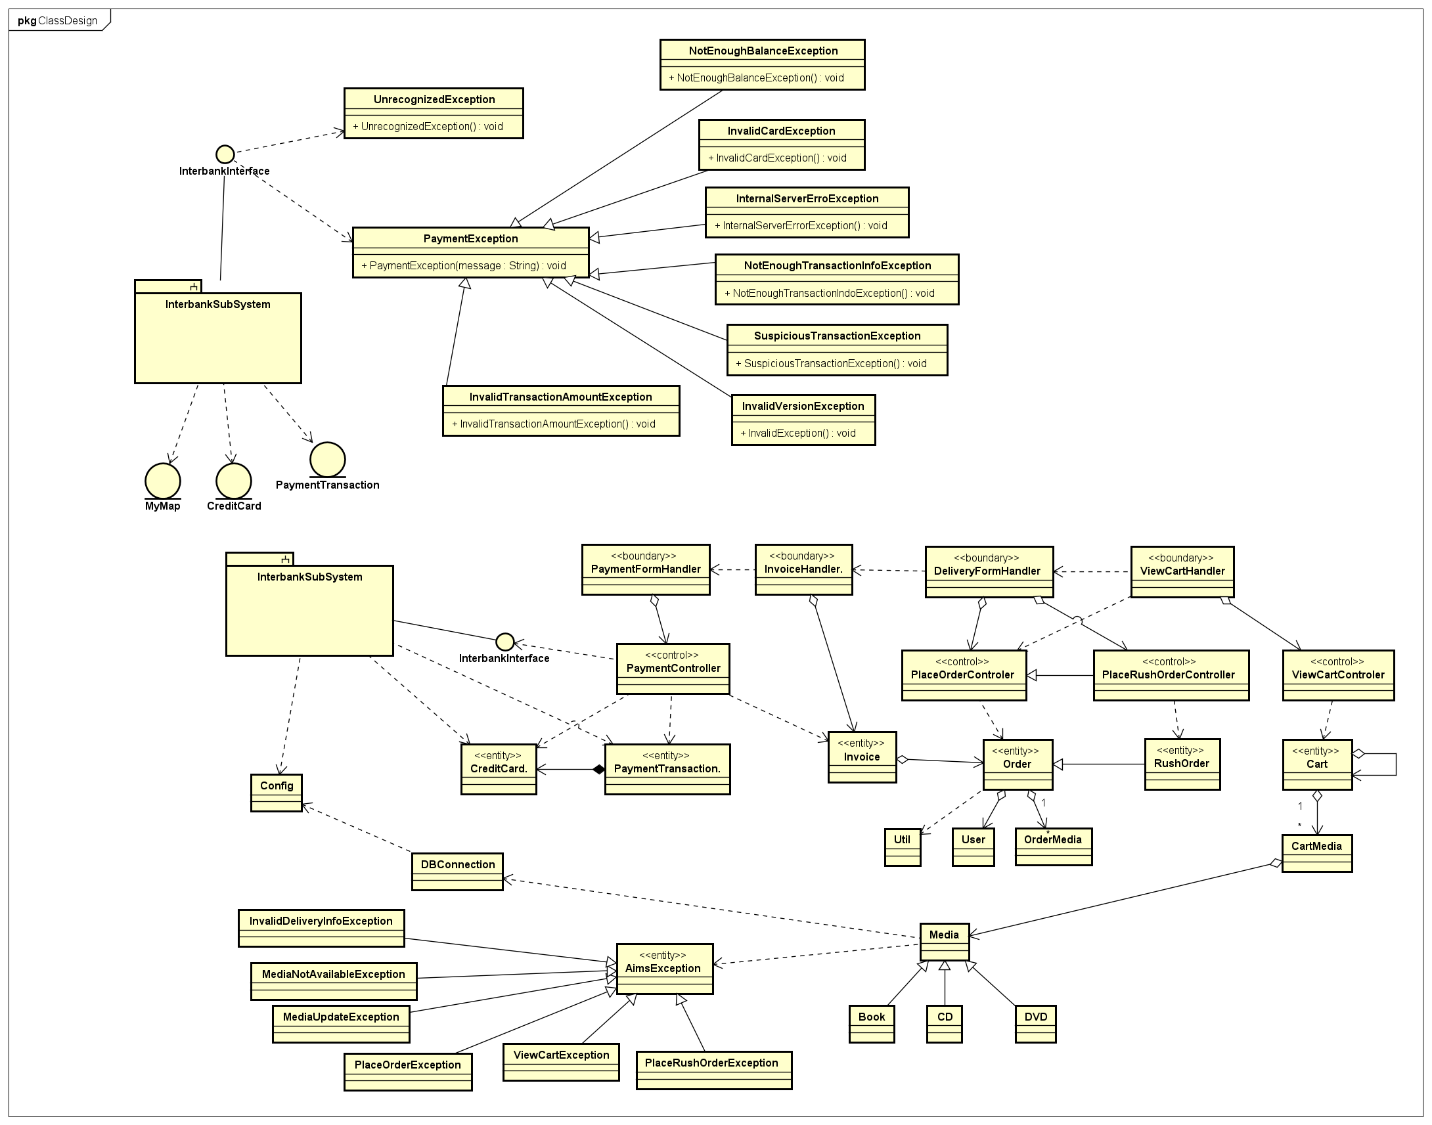 pkg ClassDesign
NotEnoughBalanceException
+ NotEnoughBalanceException() : void
UnrecognizedException
+ UnrecognizedException() : void
InvalidCardException
+ InvalidCardException() : void
InterbankInterface
InternalServerErroException
+ InternalServerErrorException() : void
PaymentException
+ PaymentException(message : String) : void
NotEnoughTransactionInfoException
+ NotEnoughTransactionIndoException() : void
InterbankSubSystem
SuspiciousTransactionException
+ SuspiciousTransactionException() : void
InvalidTransactionAmountException
+ InvalidTransactionAmountException() : void
InvalidVersionException
+ InvalidException() : void
PaymentTransaction
MyMap
CreditCard
InterbankSubSystem
<<boundary>>
PaymentFormHandler
<<boundary>>
InvoiceHandler.
<<boundary>>
DeliveryFormHandler
<<boundary>>
ViewCartHandler
InterbankInterface
<<control>>
PaymentController
<<control>>
PlaceOrderControler
<<control>>
PlaceRushOrderController
<<control>>
ViewCartControler
<<entity>>
CreditCard.
<<entity>>
PaymentTransaction.
<<entity>>
Invoice
<<entity>>
Order
<<entity>>
RushOrder
<<entity>>
Cart
Config
1
1
*
*
Util
User
OrderMedia
CartMedia
DBConnection
InvalidDeliveryInfoException
Media
<<entity>>
AimsException
MediaNotAvailableException
MediaUpdateException
Book
CD
DVD
PlaceOrderException
ViewCartException
PlaceRushOrderException